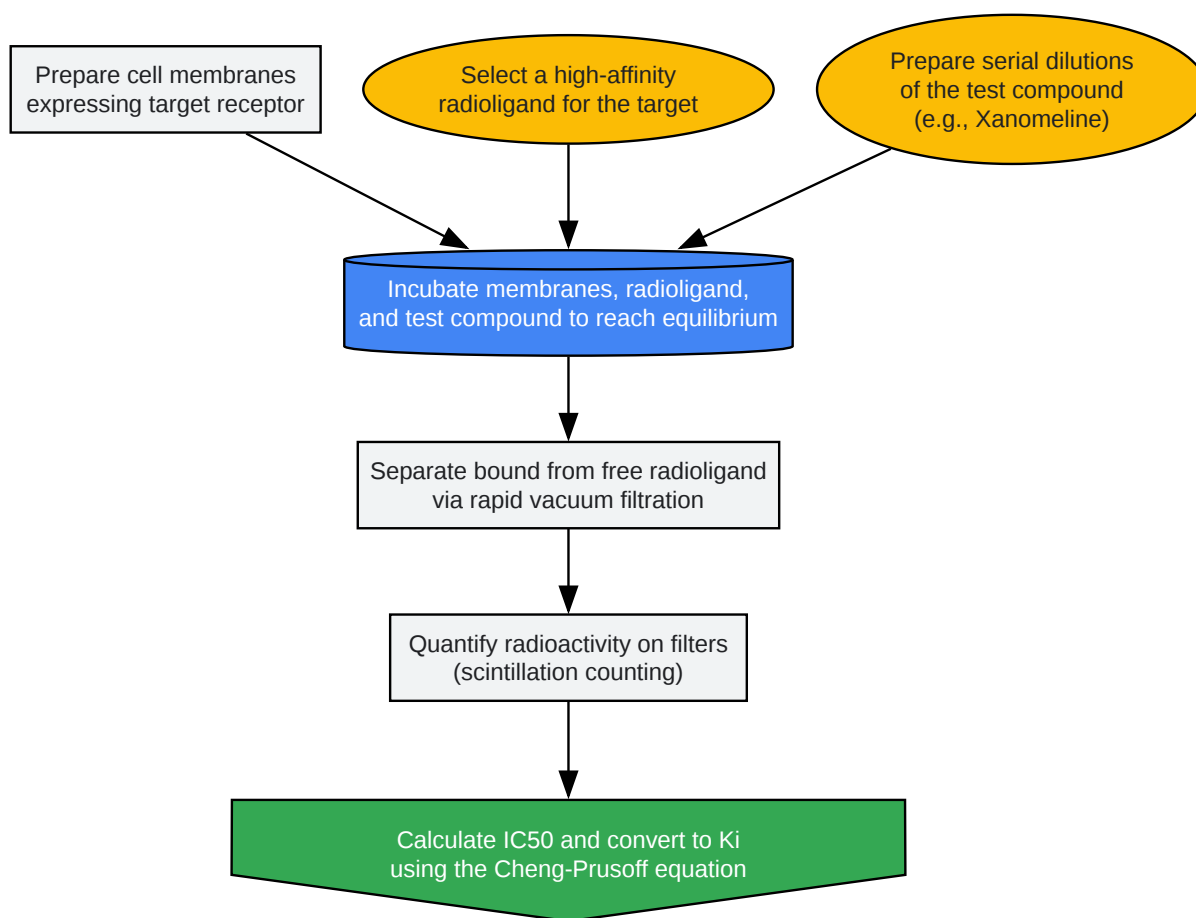 Prepare cell membranes
expressing target receptor
Select a high-affinity
radioligand for the target
Prepare serial dilutions
of the test compound
(e.g., Xanomeline)
Incubate membranes, radioligand,
and test compound to reach equilibrium
Separate bound from free radioligand
via rapid vacuum filtration
Quantify radioactivity on filters
(scintillation counting)
Calculate IC50 and convert to Ki
using the Cheng-Prusoff equation